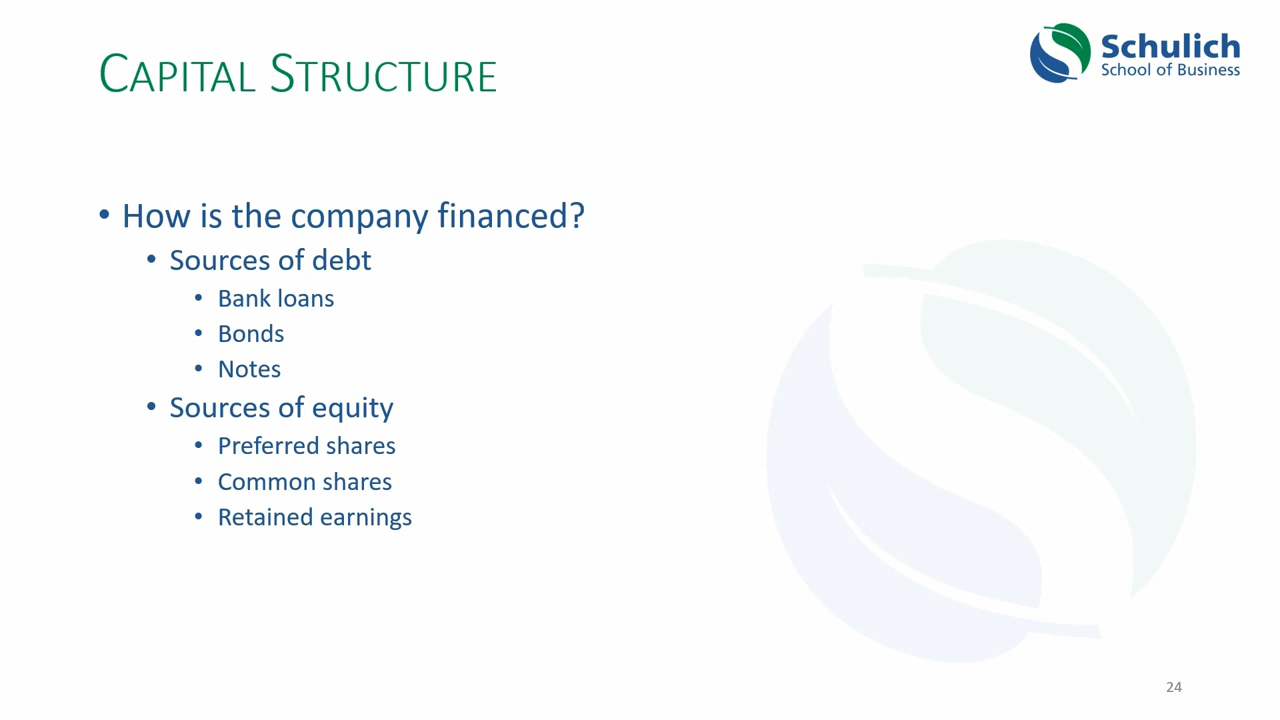 CAPITAL STRUCTURE
Schulich
School of Business
• How is the company financed?
• Sources of debt
• Bank loans
• Bonds
• Notes
• Sources of equity
• Preferred shares
• Common shares
• Retained earnings
24